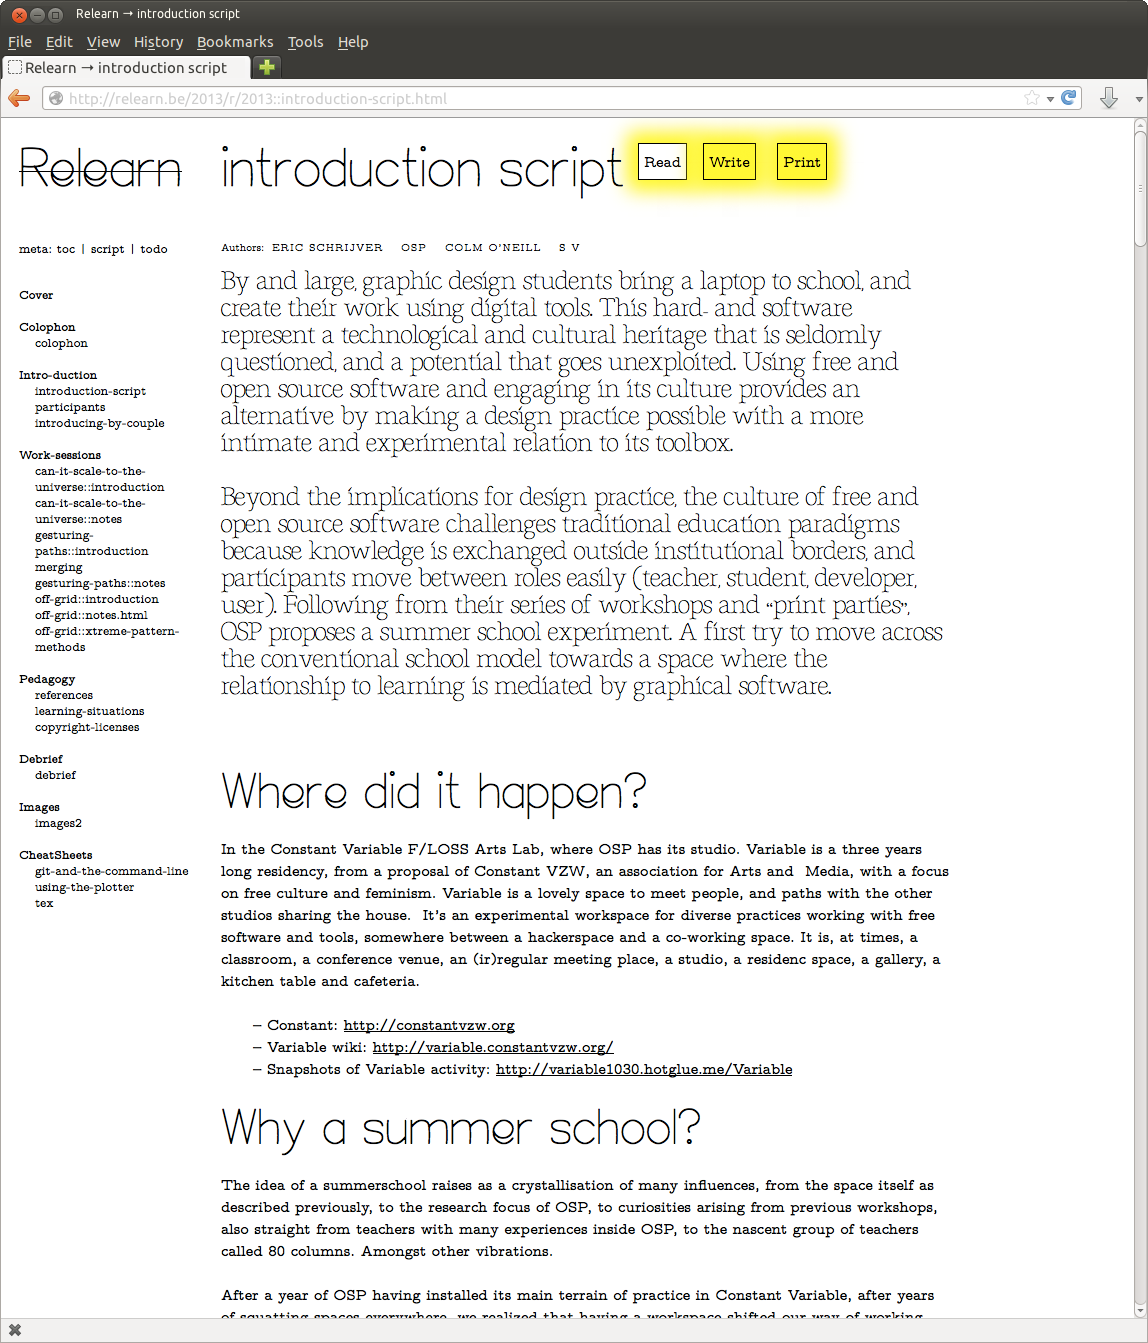 Relearn → introduction script
File Edit View History Bookmarks Tools Help
Relearn → introduction script
http://relearn.be/2013/r/2013::introduction-script.html
Relearn
introduction script
Read Write Print
meta: toc | script | todo
Cover
Colophon
colophon
Intro-duction
introduction-script
participants
introducing-by-couple
Work-sessions
can-it-scale-to-the-
universe::introduction
can-it-scale-to-the-
universe::notes
gesturing-
paths::introduction
merging
gesturing-paths::notes
off-grid::introduction
off-grid::notes.html
off-grid::xtreme-pattern-
methods
Pedagogy
references
learning-situations
copyright-licenses
Debrief
debrief
Images
images2
CheatSheets
git-and-the-command-line
using-the-plotter
tex
Authors: ERIC SCHRIJVER OSP COLM O'NEILL S V
By and large, graphic design students bring a laptop to school, and
create their work using digital tools. This hard- and software
represent a technological and cultural heritage that is seldomly
questioned, and a potential that goes unexploited. Using free and
open source software and engaging in its culture provides an
alternative by making a design practice possible with a more
intimate and experimental relation to its toolbox.
Beyond the implications for design practice, the culture of free and
open source software challenges traditional education paradigms
because knowledge is exchanged outside institutional borders, and
participants move between roles easily (teacher, student, developer,
user). Following from their series of workshops and “print parties”,
OSP proposes a summer school experiment. A first try to move across
the conventional school model towards a space where the
relationship to learning is mediated by graphical software.
Where did it happen?
In the Constant Variable F/LOSS Arts Lab, where OSP has its studio. Variable is a three years
long residency, from a proposal of Constant VZW, an association for Arts and Media, with a focus
on free culture and feminism. Variable is a lovely space to meet people, and paths with the other
studios sharing the house. It's an experimental workspace for diverse practices working with free
software and tools, somewhere between a hackerspace and a co-working space. It is, at times, a
classroom, a conference venue, an (ir)regular meeting place, a studio, a residenc space, a gallery, a
kitchen table and cafeteria.
– Constant: http://constantvzw.org
– Variable wiki: http://variable.constantvzw.org/
– Snapshots of Variable activity: http://variable1030.hotglue.me/Variable
Why a summer school?
The idea of a summerschool raises as a crystallisation of many influences, from the space itself as
described previously, to the research focus of OSP, to curiosities arising from previous workshops,
also straight from teachers with many experiences inside OSP, to the nascent group of teachers
called 80 columns. Amongst other vibrations.
After a year of OSP having installed its main terrain of practice in Constant Variable, after years
of squatting spaces everywhere, we realized that having a workspace shifted our way of working.